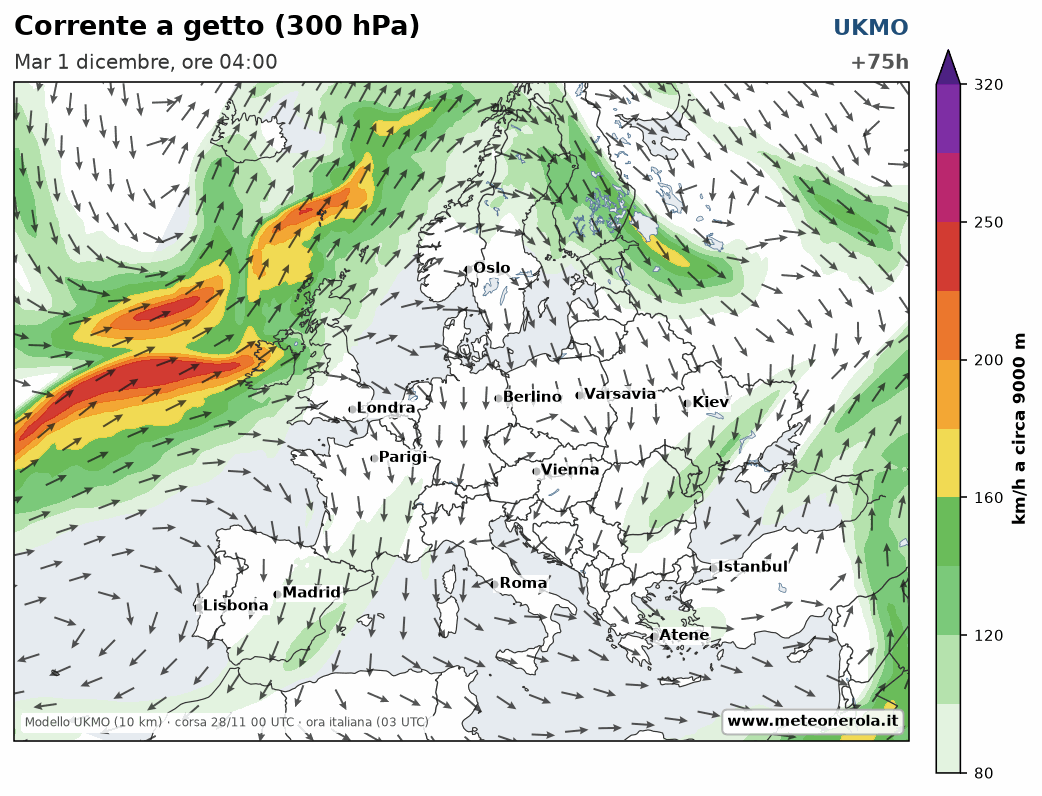 Corrente a getto (300 hPa)
UKMO
Mar 1 dicembre, ore 04:00
+75h
320
250
200
160
120
80
km/h a circa 9000 m
Oslo
Londra
Berlino
Varsavia
Kiev
Parigi
Vienna
Istanbul
Roma
Madrid
Lisbona
Atene
Modello UKMO (10 km) · corsa 28/11 00 UTC · ora italiana (03 UTC)
www.meteonerola.it